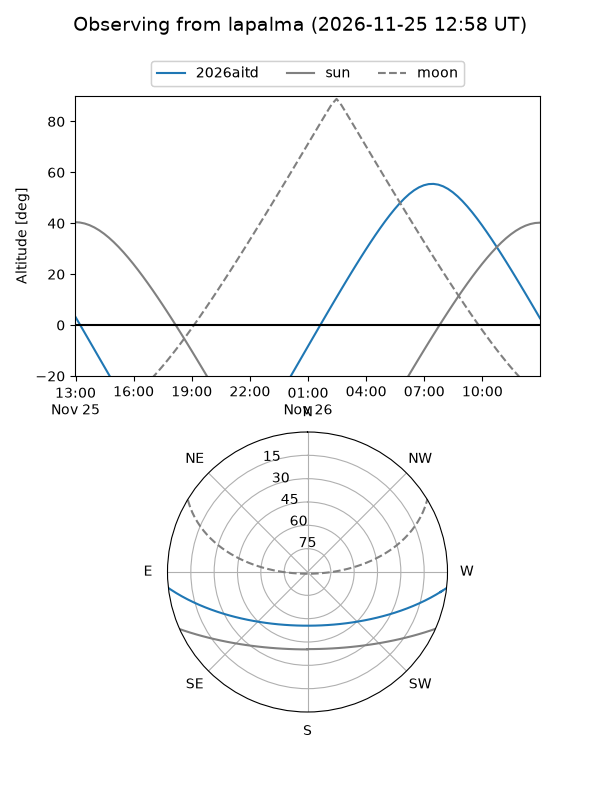 Observing from lapalma (2026-11-25 12:58 UT)
2026aitd sun moon
Altitude [deg]
80
60
40
20
0
−20
13:00 16:00 19:00 22:00 01:00 04:00 07:00 10:00
Nov 25 Nov 26
N
NE NW
15
30
45
60
75
E W
SE SW
S